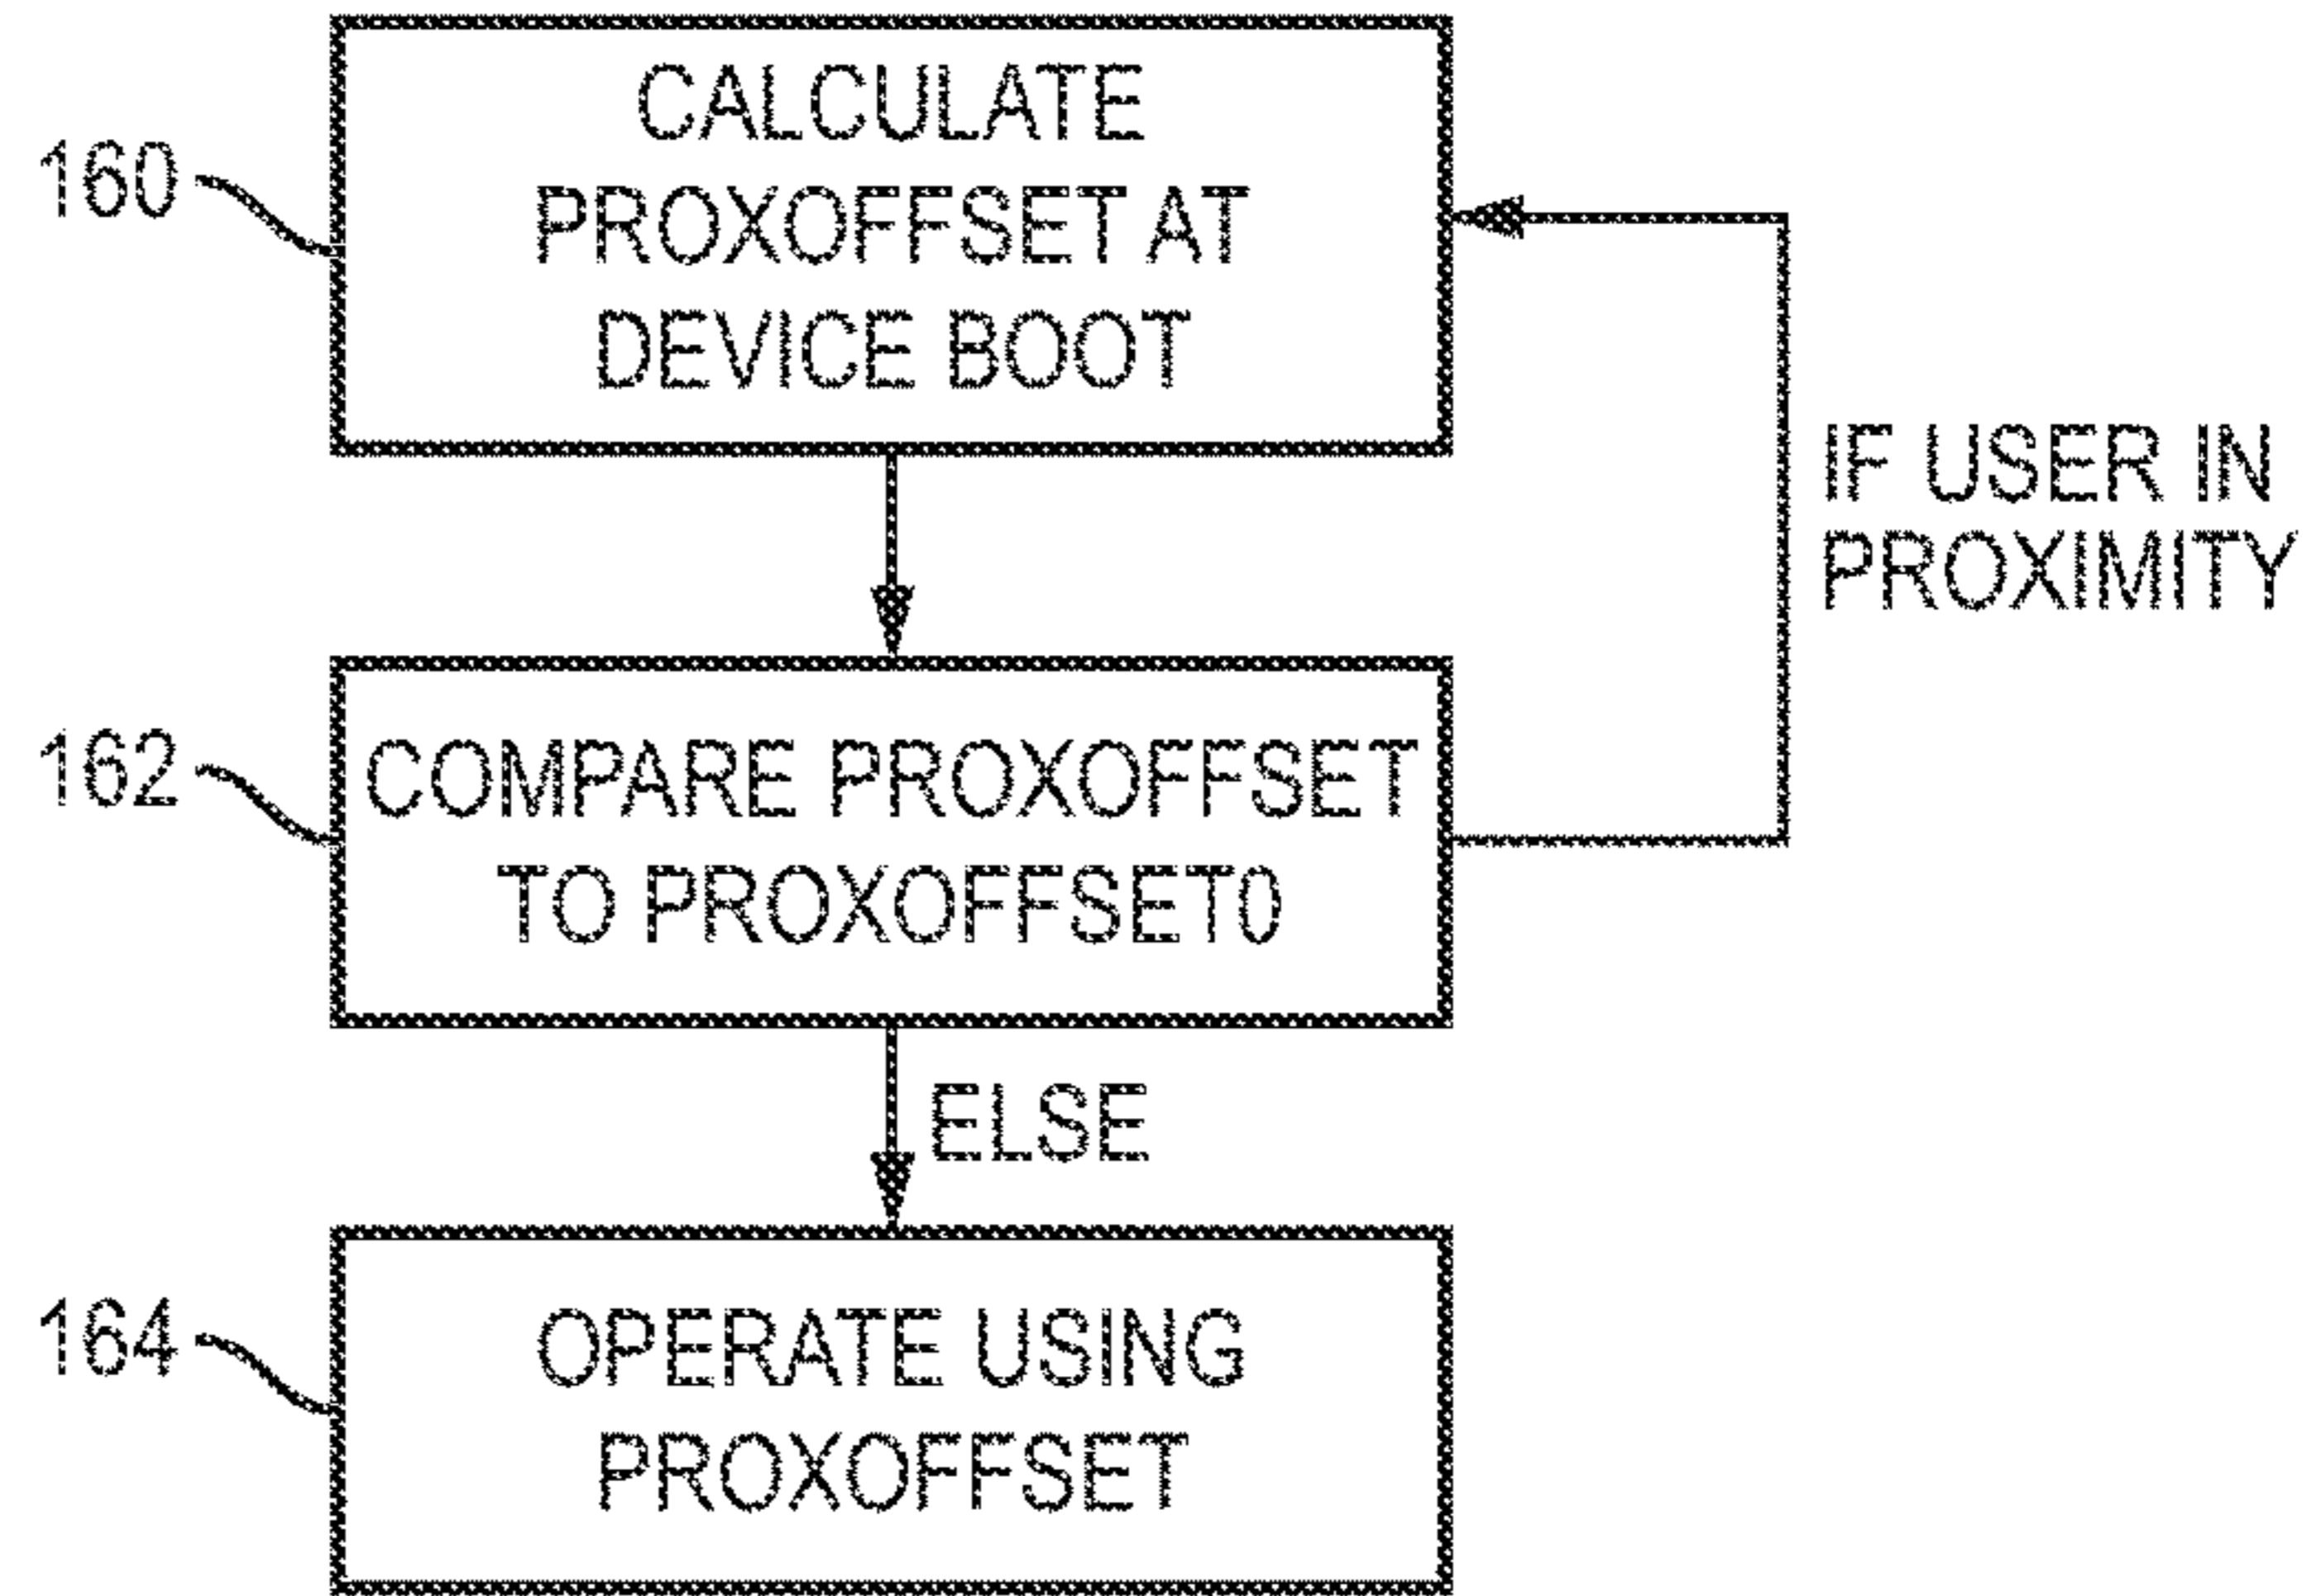 160
CALCULATE
PROXOFFSET AT
DEVICE BOOT
IF USER IN
PROXIMITY
162
COMPARE PROXOFFSET
TO PROXOFFSET0
ELSE
164
OPERATE USING
PROXOFFSET